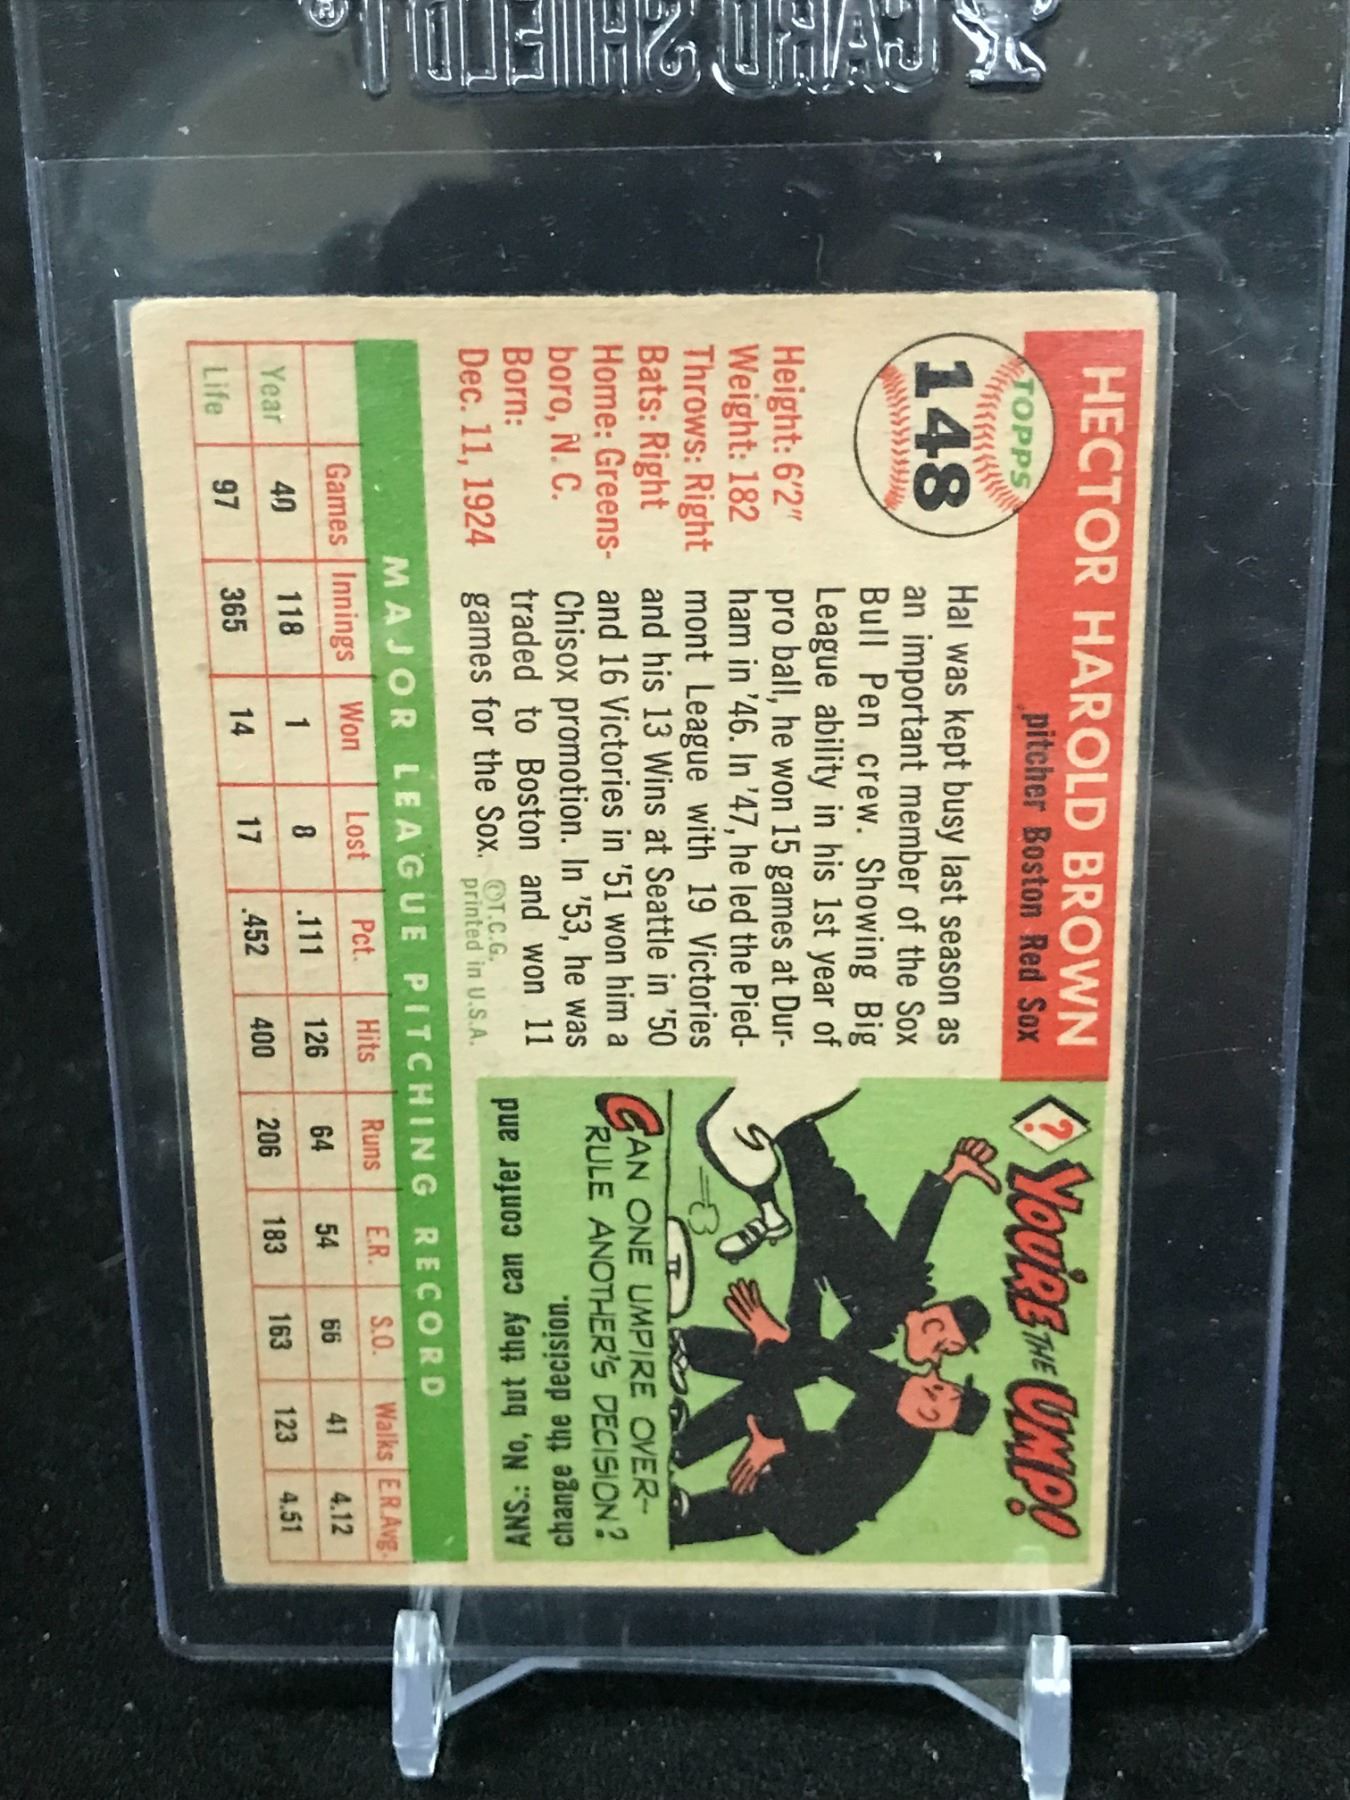 CARD SHIELD 1®
HECTOR HAROLD BROWN
pitcher Boston Red Sox
TOPPS
148
Height: 6'2"
Weight: 182
Throws: Right
Bats: Right
Home: Greens-
boro, N. C.
Born:
Dec. 11, 1924
Hal was kept busy last season as
an important member of the Sox
Bull Pen crew. Showing Big
League ability in his 1st year of
pro ball, he won 15 games at Dur-
ham in '46. In '47, he led the Pied-
mont League with 19 Victories
and his 13 Wins at Seattle in '50
and 16 Victories in '51 won him a
Chisox promotion. In '53, he was
traded to Boston and won 11
games for the Sox.
©T.C.G.
printed in U.S.A.
?
YOU'RE THE UMP!
CAN ONE UMPIRE OVER-
RULE ANOTHER'S DECISION?
ANS.: No, but they can confer and
change the decision.
MAJOR LEAGUE PITCHING RECORD
Games Innings Won Lost Pct. Hits Runs E.R. S.O. Walks E.R.Avg.
Year 40 118 1 8 .111 126 64 54 66 41 4.12
Life 97 365 14 17 .452 400 206 183 163 123 4.51